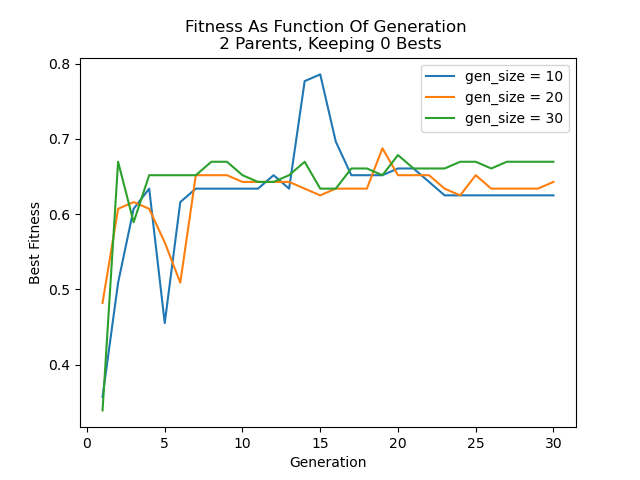 Fitness As Function Of Generation
2 Parents, Keeping 0 Bests
gen_size = 10
gen_size = 20
gen_size = 30
Best Fitness
0.8
0.7
0.6
0.5
0.4
0 5 10 15 20 25 30
Generation